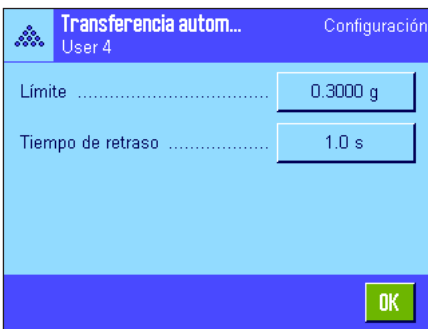 Transferencia autom... Configuración
User 4
Límite .................................... 0.3000 g
Tiempo de retraso ................... 1.0 s
OK